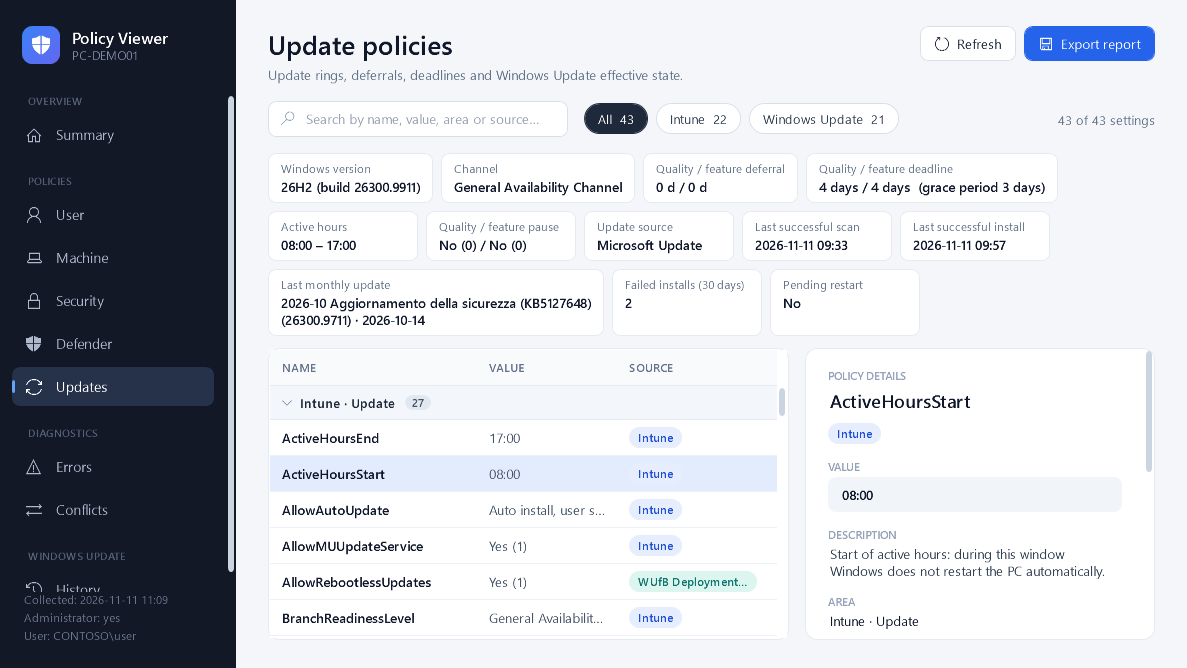 Policy Viewer
PC-DEMO01
OVERVIEW
Summary
POLICIES
User
Machine
Security
Defender
Updates
DIAGNOSTICS
Errors
Conflicts
WINDOWS UPDATE
History
Collected: 2026-11-11 11:09
Administrator: yes
User: CONTOSO\user
Update policies
Update rings, deferrals, deadlines and Windows Update effective state.
Refresh
Export report
Search by name, value, area or source...
All 43
Intune 22
Windows Update 21
43 of 43 settings
Windows version
26H2 (build 26300.9911)
Channel
General Availability Channel
Quality / feature deferral
0 d / 0 d
Quality / feature deadline
4 days / 4 days (grace period 3 days)
Active hours
08:00 – 17:00
Quality / feature pause
No (0) / No (0)
Update source
Microsoft Update
Last successful scan
2026-11-11 09:33
Last successful install
2026-11-11 09:57
Last monthly update
2026-10 Aggiornamento della sicurezza (KB5127648)
(26300.9711) · 2026-10-14
Failed installs (30 days)
2
Pending restart
No
NAME VALUE SOURCE
Intune · Update 27
ActiveHoursEnd 17:00 Intune
ActiveHoursStart 08:00 Intune
AllowAutoUpdate Auto install, user s... Intune
AllowMUUpdateService Yes (1) Intune
AllowRebootlessUpdates Yes (1) WUfB Deployment...
BranchReadinessLevel General Availabilit... Intune
POLICY DETAILS
ActiveHoursStart
Intune
VALUE
08:00
DESCRIPTION
Start of active hours: during this window
Windows does not restart the PC automatically.
AREA
Intune · Update